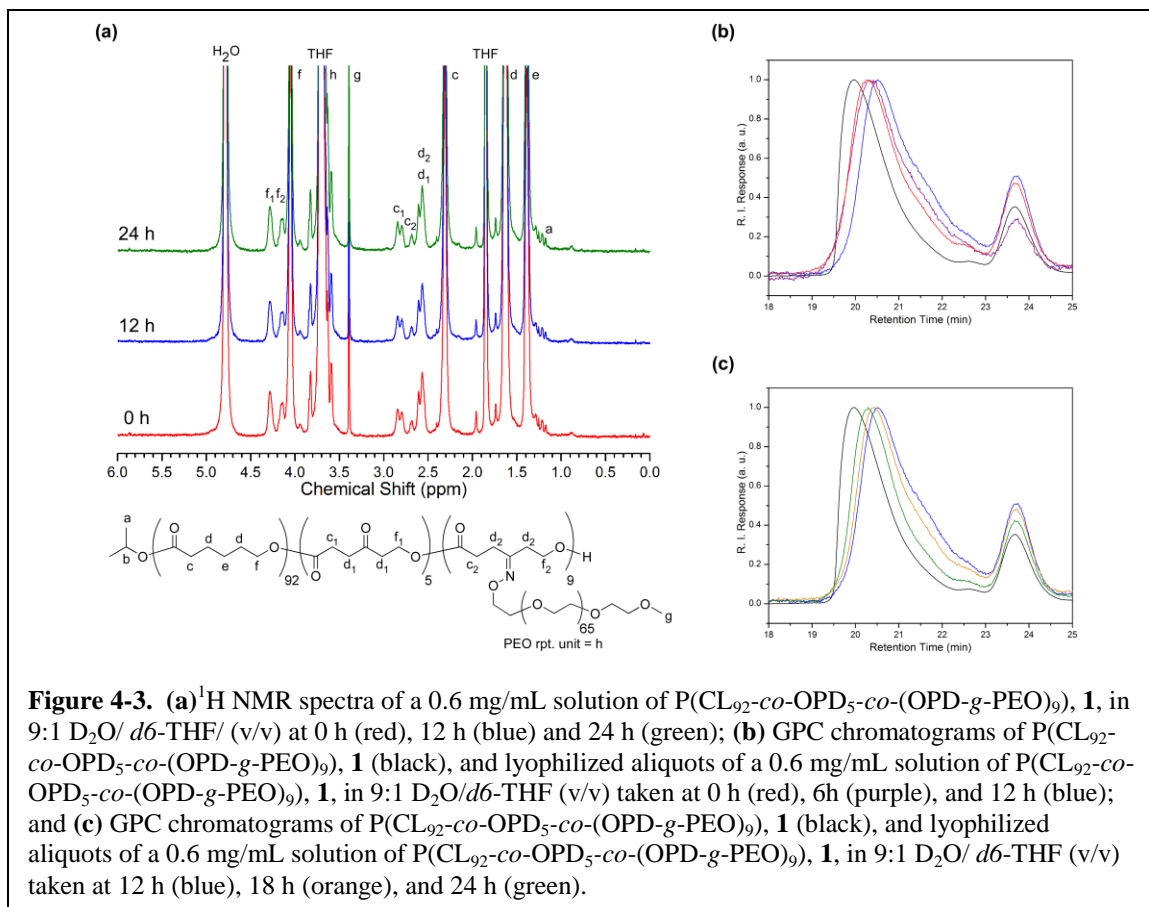 (a)
H2O
THF
f
h
g
THF
c
d
e
f1
f2
c1
c2
d2
d1
a
24 h
12 h
0 h
6.0 5.5 5.0 4.5 4.0 3.5 3.0 2.5 2.0 1.5 1.0 0.5 0.0
Chemical Shift (ppm)
a
b
O
O
c
d
e
d
f
O
92
O
O
c1
d1
O
d1
f1
O
5
O
c2
d2
N
O
d2
f2
O
H
9
O
65
O
O
g
PEO rpt. unit = h
(b)
R. I. Response (a. u.)
1.0
0.8
0.6
0.4
0.2
0.0
18 19 20 21 22 23 24 25
Retention Time (min)
(c)
R. I. Response (a. u.)
1.0
0.8
0.6
0.4
0.2
0.0
18 19 20 21 22 23 24 25
Retention Time (min)
Figure 4-3. (a)1H NMR spectra of a 0.6 mg/mL solution of P(CL92-co-OPD5-co-(OPD-g-PEO)9), 1, in
9:1 D2O/ d6-THF/ (v/v) at 0 h (red), 12 h (blue) and 24 h (green); (b) GPC chromatograms of P(CL92-
co-OPD5-co-(OPD-g-PEO)9), 1 (black), and lyophilized aliquots of a 0.6 mg/mL solution of P(CL92-co-
OPD5-co-(OPD-g-PEO)9), 1, in 9:1 D2O/d6-THF (v/v) taken at 0 h (red), 6h (purple), and 12 h (blue);
and (c) GPC chromatograms of P(CL92-co-OPD5-co-(OPD-g-PEO)9), 1 (black), and lyophilized
aliquots of a 0.6 mg/mL solution of P(CL92-co-OPD5-co-(OPD-g-PEO)9), 1, in 9:1 D2O/ d6-THF (v/v)
taken at 12 h (blue), 18 h (orange), and 24 h (green).